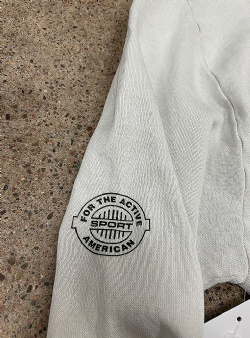 FOR THE ACTIVE
SPORT
AMERICAN